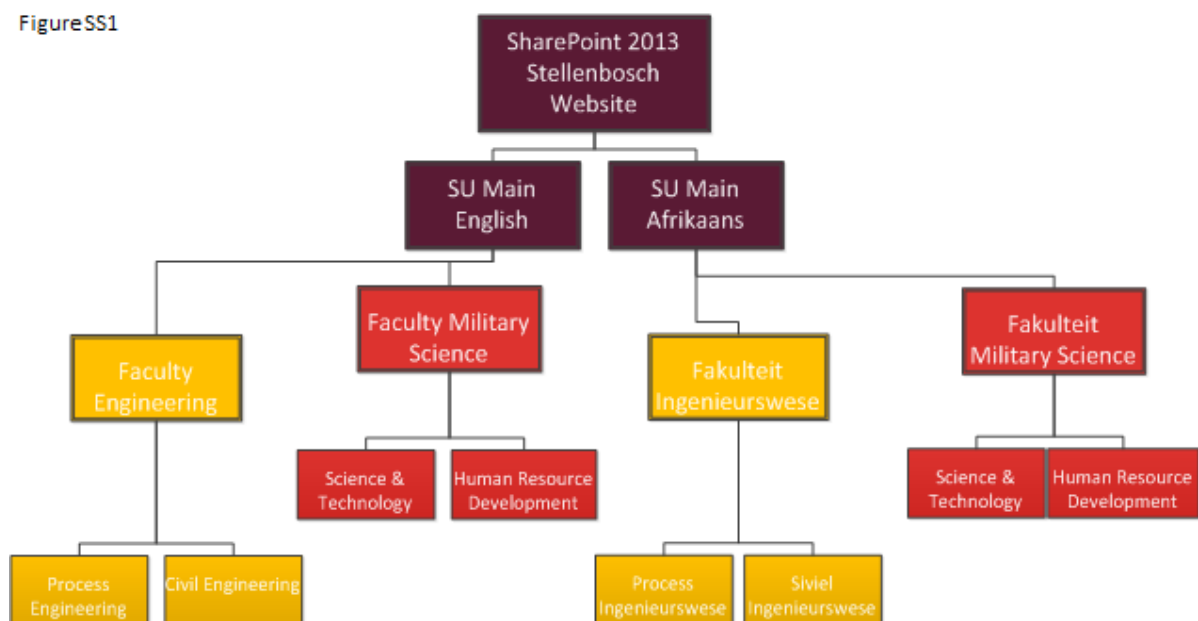 FigureSS1
SharePoint 2013
Stellenbosch
Website
SU Main
English
SU Main
Afrikaans
Faculty Military
Science
Fakulteit
Military Science
Faculty
Engineering
Fakulteit
Ingenieurswese
Science &
Technology
Human Resource
Development
Science &
Technology
Human Resource
Development
Process
Engineering
Civil Engineering
Process
Ingenieurswese
Siviel
Ingenieurswese